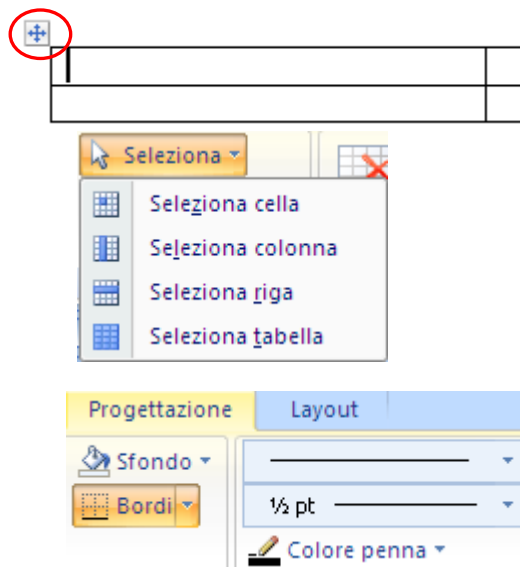 Seleziona
Seleziona cella
Seleziona colonna
Seleziona riga
Seleziona tabella
Progettazione Layout
Sfondo
Bordi
½ pt
Colore penna